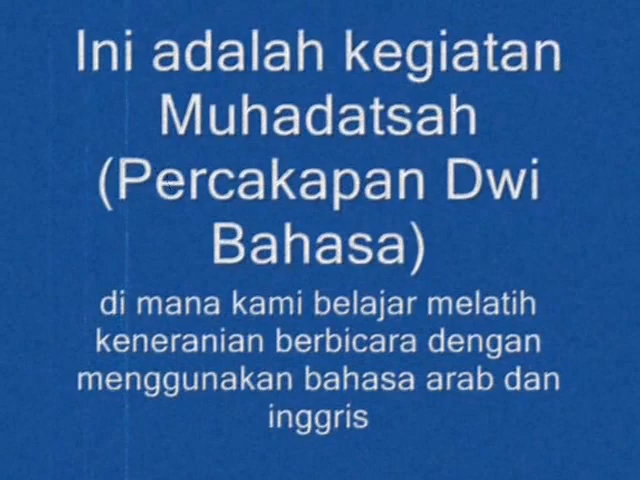 Ini adalah kegiatan
Muhadatsah
(Percakapan Dwi
Bahasa)
di mana kami belajar melatih
keneranian berbicara dengan
menggunakan bahasa arab dan
inggris